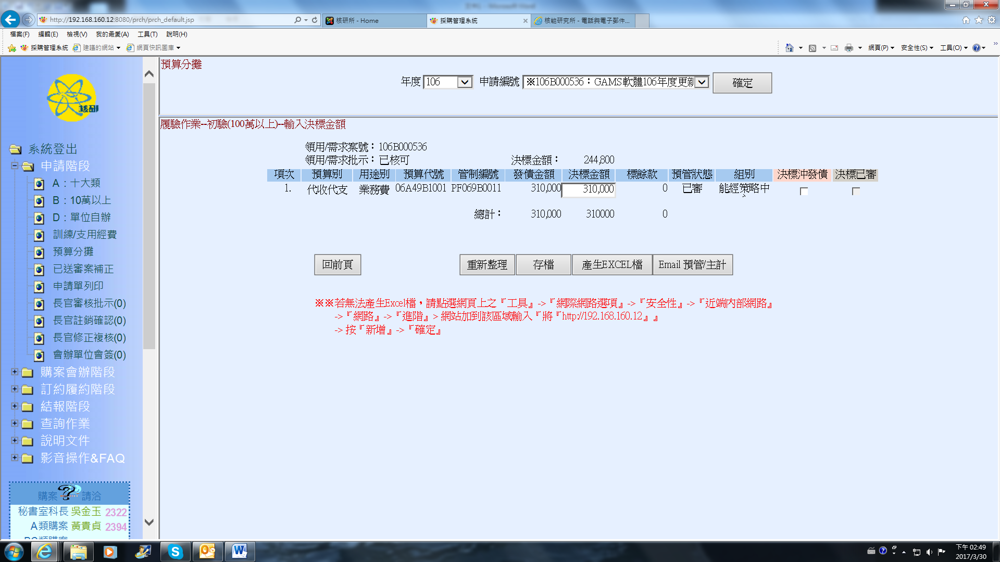 http://192.168.160.12:8080/prch/prch_default.jsp
核研所 - Home
採購管理系統
核能研究所 - 電話與電子郵件...
檔案(F) 編輯(E) 檢視(V) 我的最愛(A) 工具(T) 說明(H)
採購管理系統 建議的網站 網頁快訊圖庫
網頁(P) 安全性(S) 工具(O)
核研
系統登出
申請階段
A：十大類
B：10萬以上
D：單位自辦
訓練/支用經費
預算分攤
已送審案補正
申請單列印
長官審核批示(0)
長官註銷確認(0)
長官修正複核(0)
會辦單位會簽(0)
購案會辦階段
訂約履約階段
結報階段
查詢作業
說明文件
影音操作&FAQ
購案 請洽
秘書室科長 吳金玉 2322
A類購案 黃貴貞 2394
預算分攤
年度 106 申請編號 ※106B000536：GAMS軟體106年度更新 確定
履驗作業--初驗(100萬以上)--輸入決標金額
領用/需求案號：106B000536
領用/需求批示：已核可 決標金額： 244,800
項次 預算別 用途別 預算代號 管制編號 發債金額 決標金額 標餘款 預管狀態 組別 決標沖發債 決標已審
1. 代收代支 業務費 06A49B1001 PF069B0011 310,000 310,000 0 已審 能經策略中
總計： 310,000 310000 0
回前頁 重新整理 存檔 產生EXCEL檔 Email 預管/主計
※※若無法產生Excel檔，請點選網頁上之『工具』->『網際網路選項』->『安全性』->『近端內部網路』
->『網路』->『進階』> 網站加到該區域輸入『將『http://192.168.160.12』』
-> 按『新增』->『確定』
下午 02:49
2017/3/30